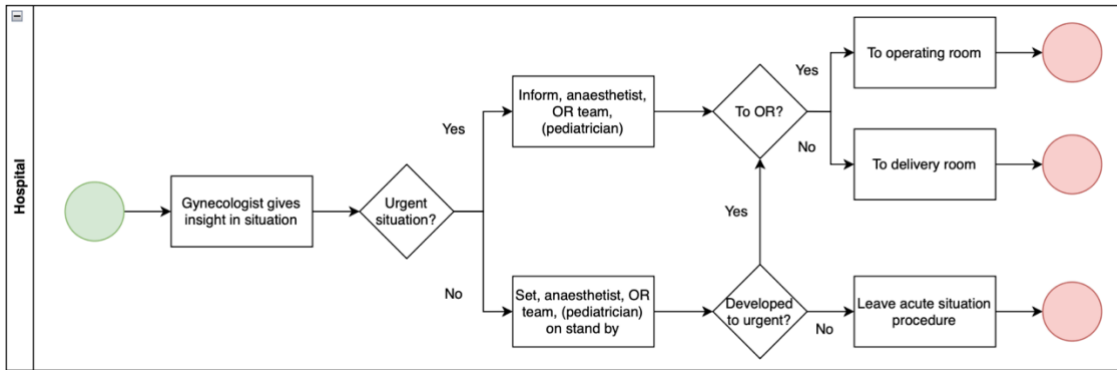 Hospital
Gynecologist gives
insight in situation
Urgent
situation?
Yes
No
Inform, anaesthetist,
OR team,
(pediatrician)
Set, anaesthetist, OR
team, (pediatrician)
on stand by
To OR?
Yes
No
Yes
Developed
to urgent?
No
To operating room
To delivery room
Leave acute situation
procedure